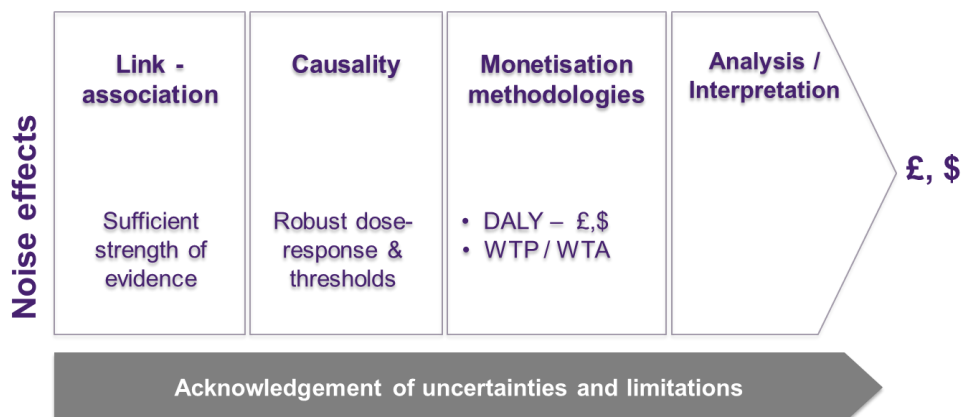 Noise effects
Link -
association
Sufficient
strength of
evidence
Causality
Robust dose-
response &
thresholds
Monetisation
methodologies
• DALY – £,$
• WTP / WTA
Analysis /
Interpretation
£, $
Acknowledgement of uncertainties and limitations